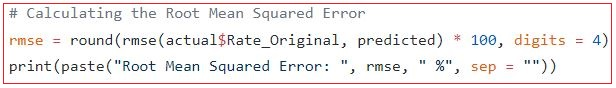 # Calculating the Root Mean Squared Error
rmse = round(rmse(actual$Rate_Original, predicted) * 100, digits = 4)
print(paste("Root Mean Squared Error: ", rmse, " %", sep = ""))